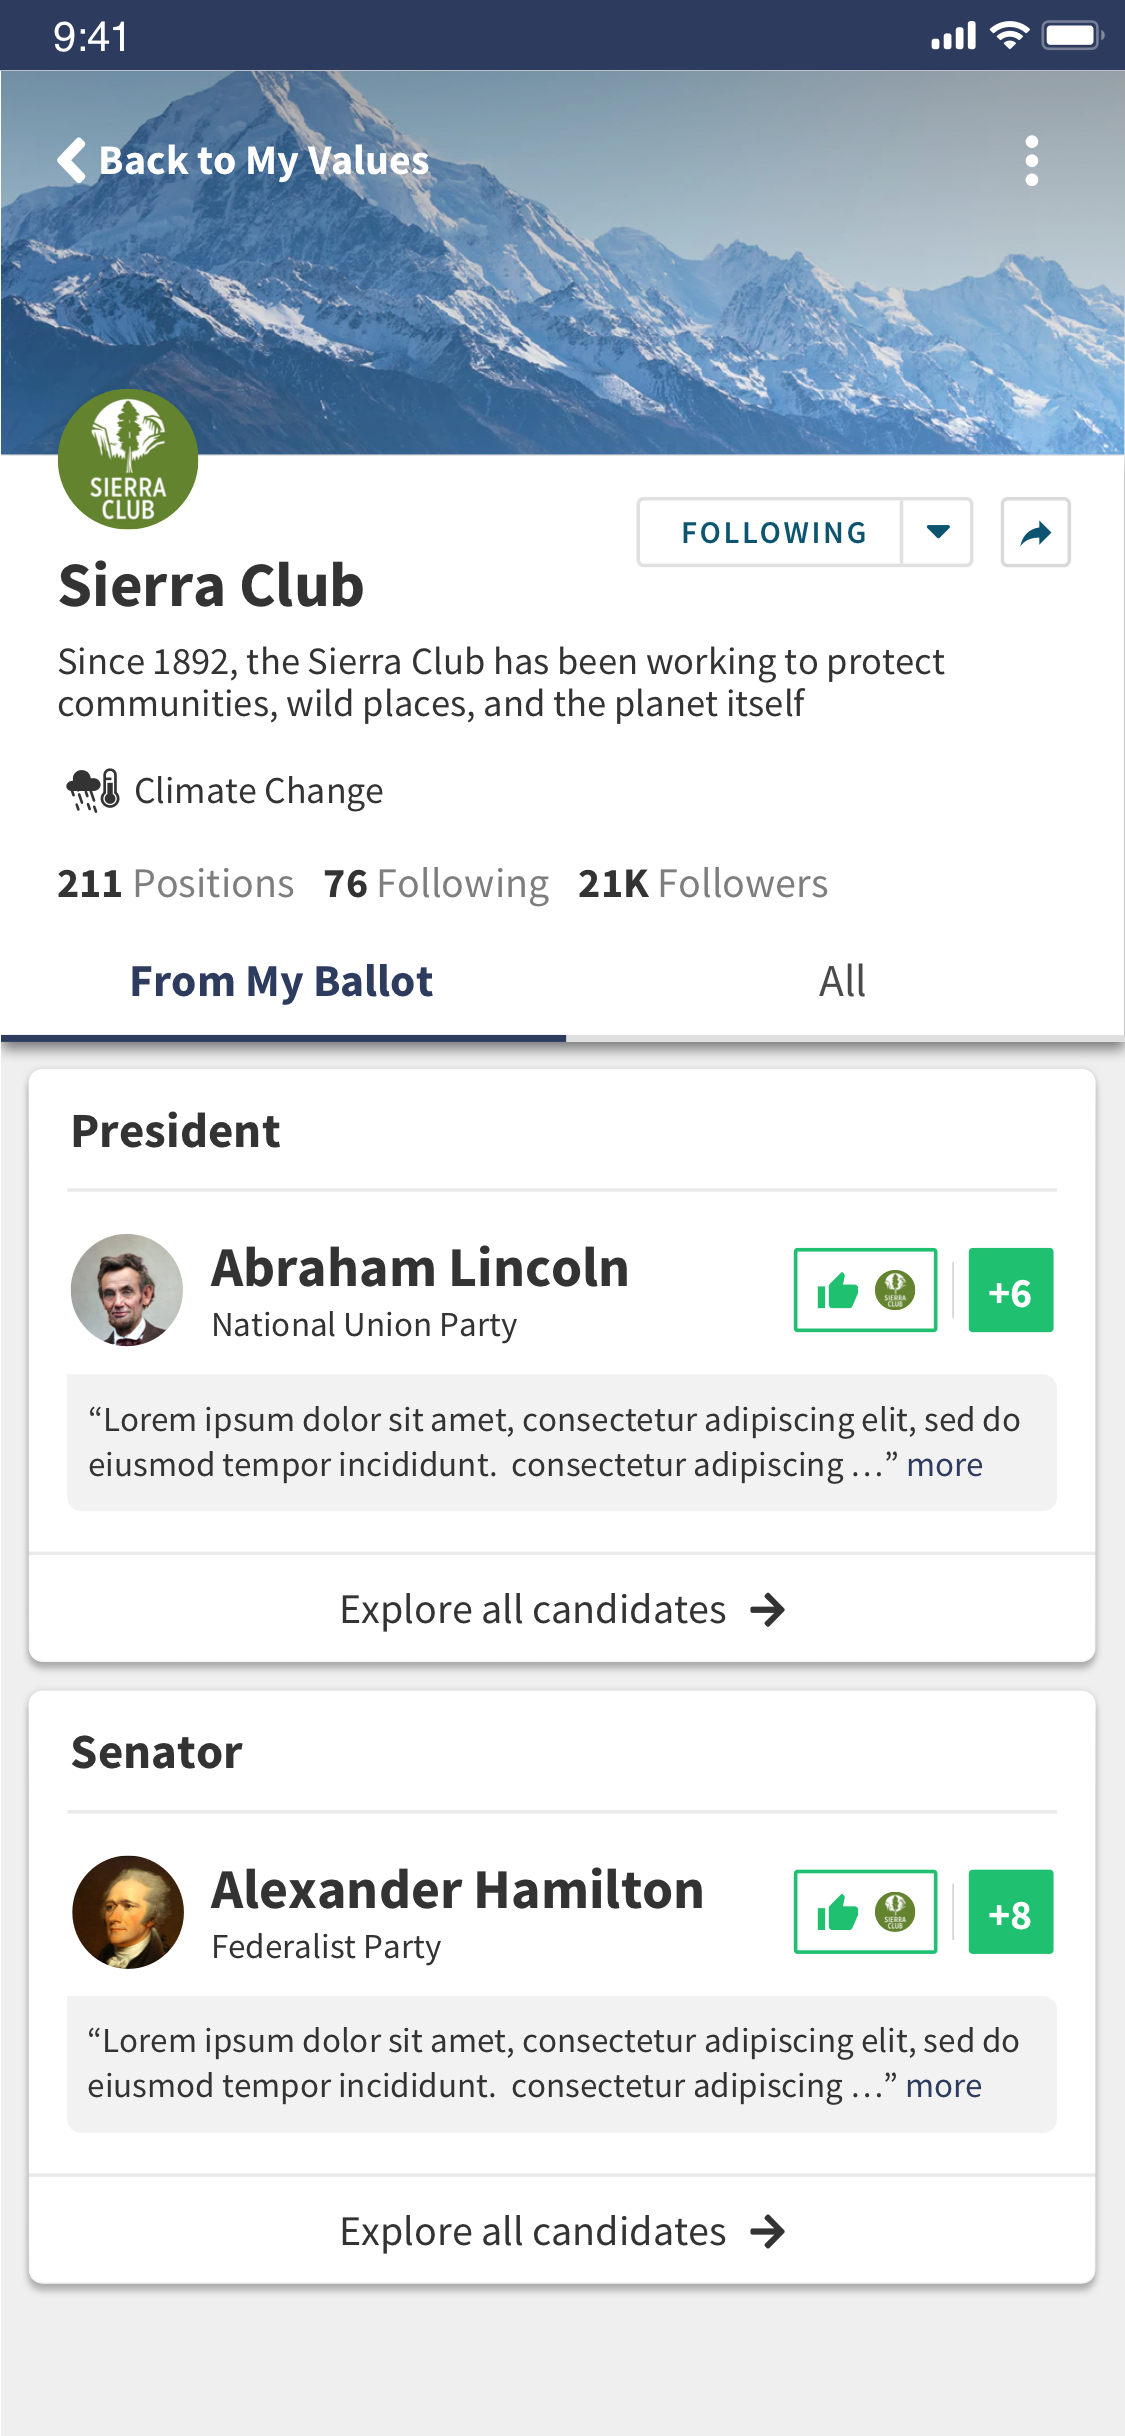 9:41
Back to My Values
SIERRA
CLUB
FOLLOWING
Sierra Club
Since 1892, the Sierra Club has been working to protect
communities, wild places, and the planet itself
Climate Change
211 Positions 76 Following 21K Followers
From My Ballot All
President
Abraham Lincoln
National Union Party
SIERRA
CLUB
+6
“Lorem ipsum dolor sit amet, consectetur adipiscing elit, sed do
eiusmod tempor incididunt.  consectetur adipiscing …” more
Explore all candidates
Senator
Alexander Hamilton
Federalist Party
SIERRA
CLUB
+8
“Lorem ipsum dolor sit amet, consectetur adipiscing elit, sed do
eiusmod tempor incididunt.  consectetur adipiscing …” more
Explore all candidates